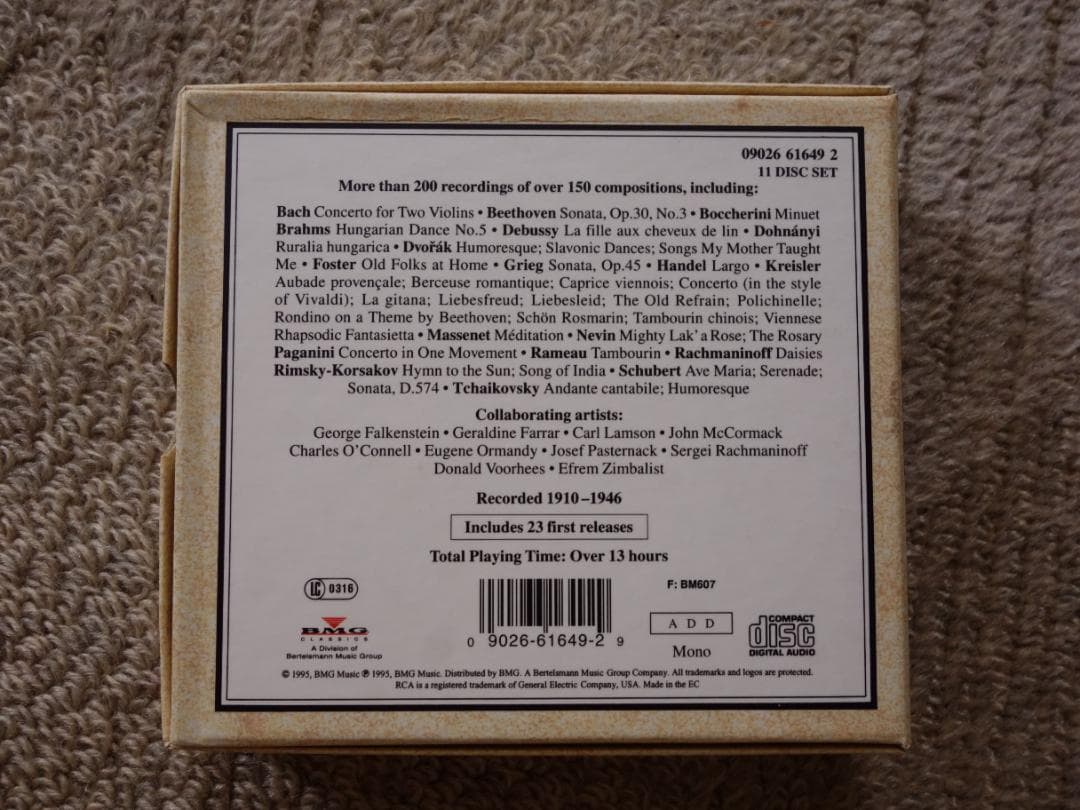 09026 61649 2
11 DISC SET
More than 200 recordings of over 150 compositions, including:
Bach Concerto for Two Violins • Beethoven Sonata, Op.30, No.3 • Boccherini Minuet
Brahms Hungarian Dance No.5 • Debussy La fille aux cheveux de lin • Dohnányi
Ruralia hungarica • Dvořák Humoresque; Slavonic Dances; Songs My Mother Taught
Me • Foster Old Folks at Home • Grieg Sonata, Op.45 • Handel Largo • Kreisler
Aubade provençale; Berceuse romantique; Caprice viennois; Concerto (in the style
of Vivaldi); La gitana; Liebesfreud; Liebesleid; The Old Refrain; Polichinelle;
Rondino on a Theme by Beethoven; Schön Rosmarin; Tambourin chinois; Viennese
Rhapsodic Fantasietta • Massenet Méditation • Nevin Mighty Lak' a Rose; The Rosary
Paganini Concerto in One Movement • Rameau Tambourin • Rachmaninoff Daisies
Rimsky-Korsakov Hymn to the Sun; Song of India • Schubert Ave Maria; Serenade;
Sonata, D.574 • Tchaikovsky Andante cantabile; Humoresque
Collaborating artists:
George Falkenstein • Geraldine Farrar • Carl Lamson • John McCormack
Charles O'Connell • Eugene Ormandy • Josef Pasternack • Sergei Rachmaninoff
Donald Voorhees • Efrem Zimbalist
Recorded 1910–1946
Includes 23 first releases
Total Playing Time: Over 13 hours
LC 0316
BMG
CLASSICS
A Division of
Bertelsmann Music Group
0 9026-61649-2 9
F: BM607
A D D
Mono
COMPACT
disc
DIGITAL AUDIO
© 1995, BMG Music ℗ 1995, BMG Music. Distributed by BMG. A Bertelsmann Music Group Company. All trademarks and logos are protected.
RCA is a registered trademark of General Electric Company, USA. Made in the EC